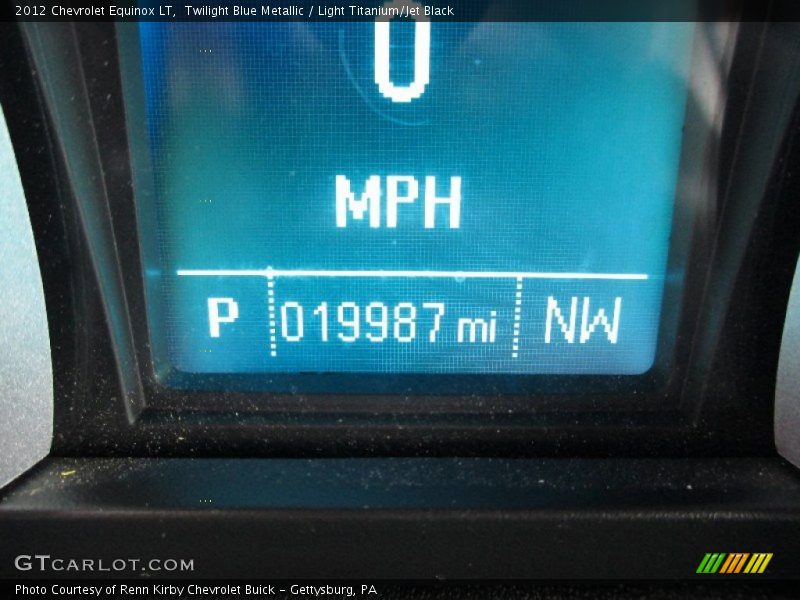 2012 Chevrolet Equinox LT,  Twilight Blue Metallic / Light Titanium/Jet Black
0
MPH
P 019987 mi NW
GTCARLOT.COM
Photo Courtesy of Renn Kirby Chevrolet Buick – Gettysburg, PA